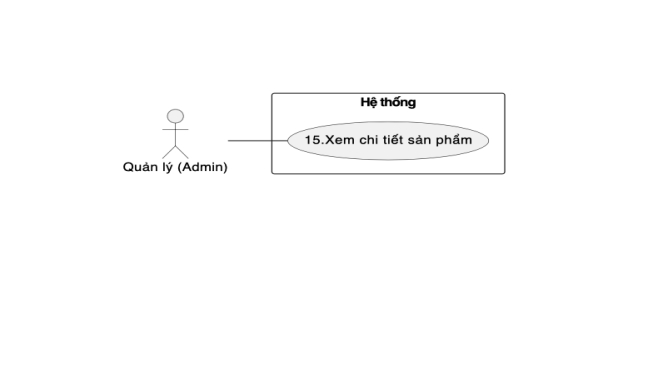 Hệ thống
15.Xem chi tiết sản phẩm
Quản lý (Admin)